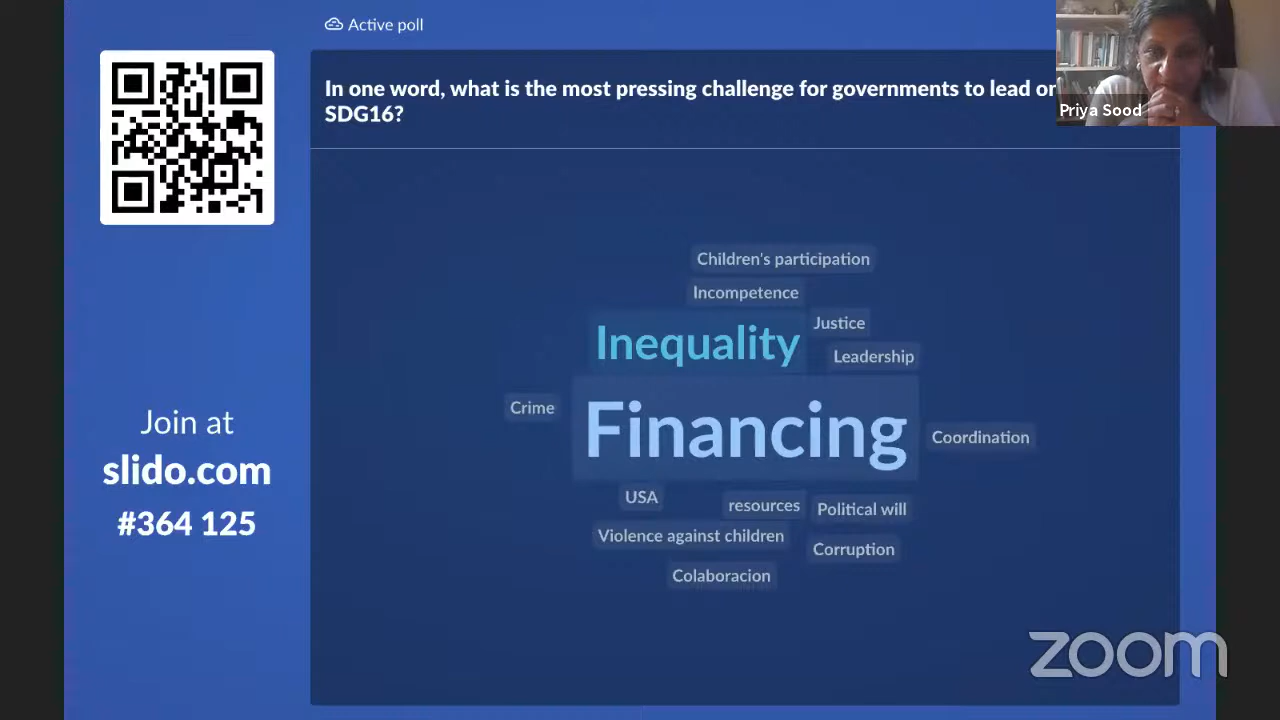 Active poll
In one word, what is the most pressing challenge for governments to lead on
SDG16?
Priya Sood
Children's participation
Incompetence
Justice
Inequality
Leadership
Crime
Financing
Coordination
USA
resources
Political will
Violence against children
Corruption
Colaboracion
Join at
slido.com
#364 125
zoom